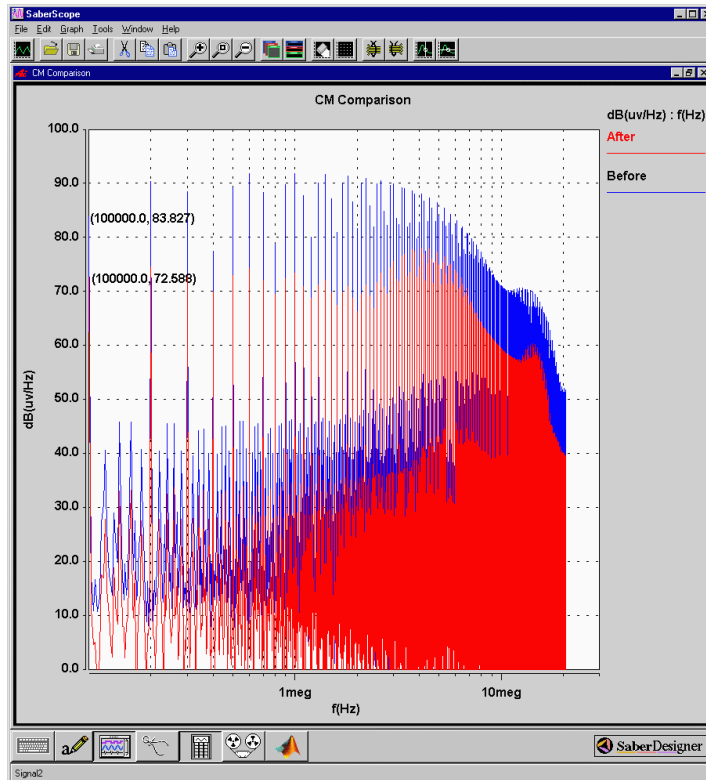 SaberScope
File Edit Graph Tools Window Help
CM Comparison
CM Comparison
dB(uv/Hz) : f(Hz)
After
Before
100.0
90.0
(100000.0, 83.827)
80.0
(100000.0, 72.588)
70.0
60.0
50.0
40.0
30.0
20.0
10.0
0.0
dB(uv/Hz)
1meg
10meg
f(Hz)
a
SaberDesigner
Signal2